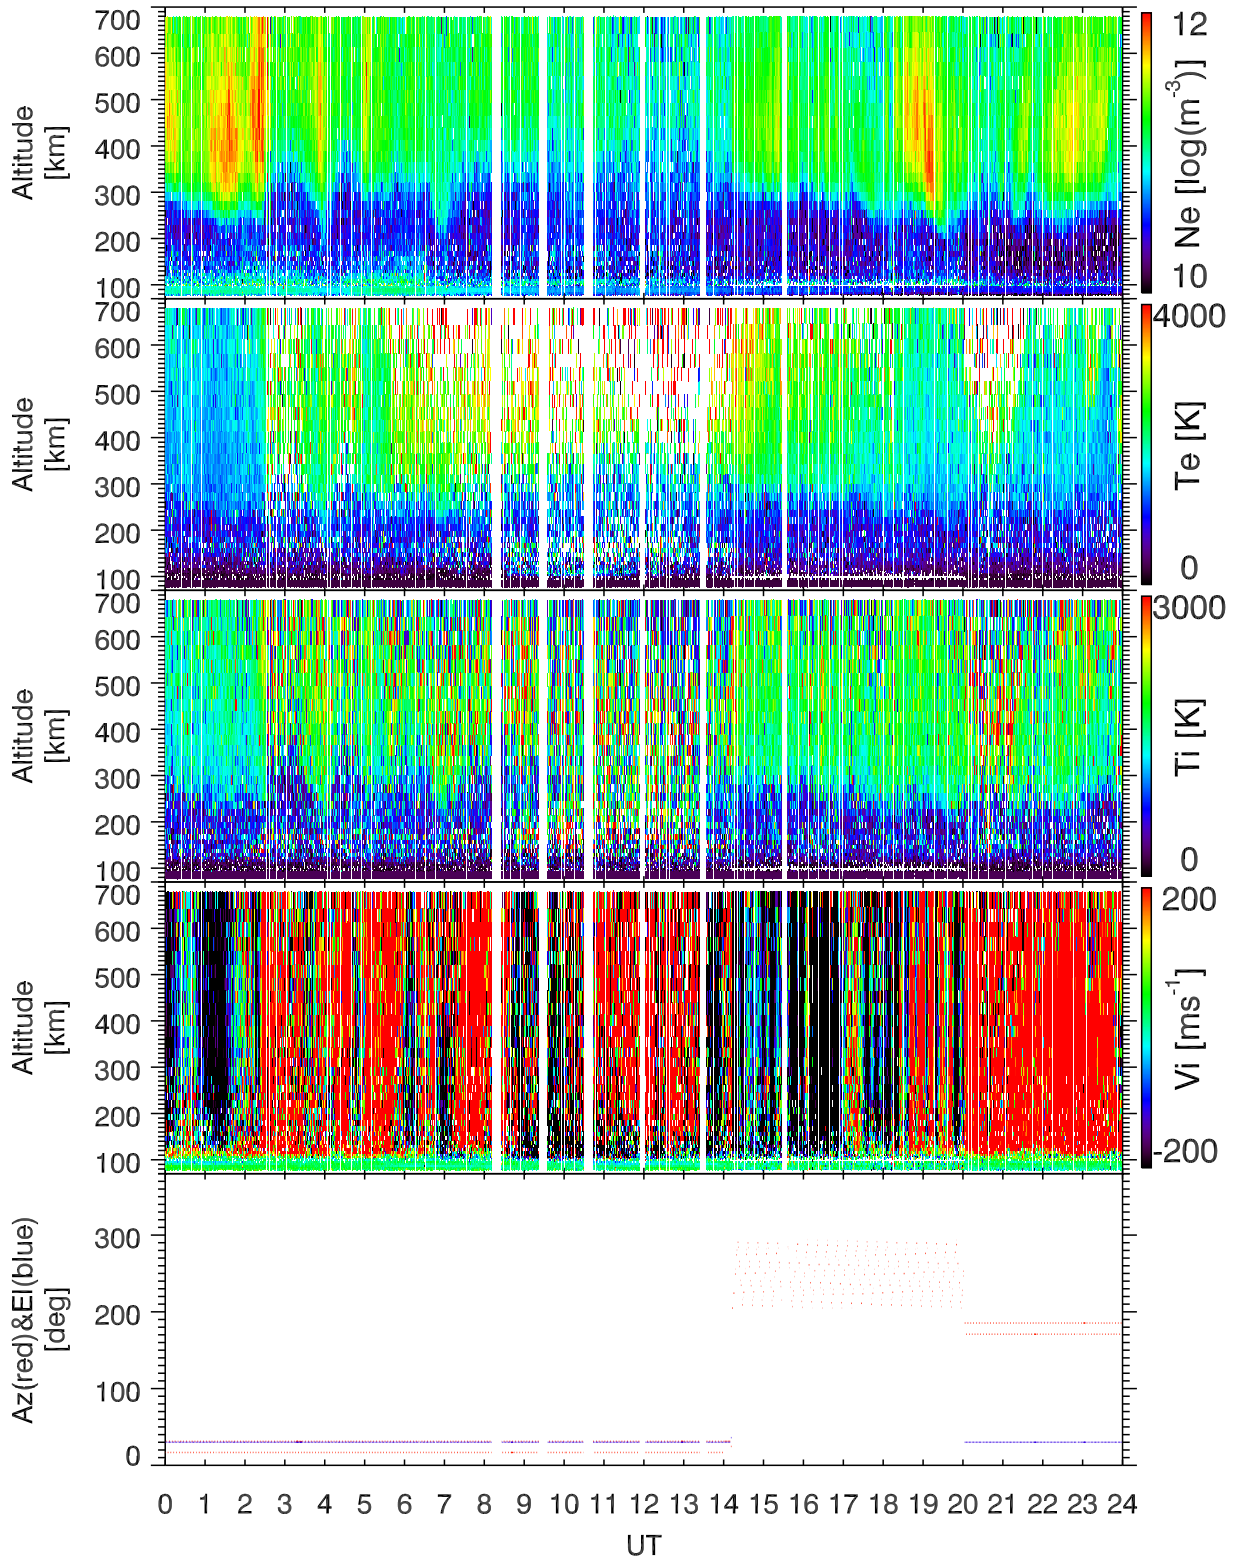 700
600
500
400
300
200
100
Altitude
[km]
12
Ne [log(m⁻³)]
10
700
600
500
400
300
200
100
Altitude
[km]
4000
Te [K]
0
700
600
500
400
300
200
100
Altitude
[km]
3000
Ti [K]
0
700
600
500
400
300
200
100
Altitude
[km]
200
Vi [ms⁻¹]
-200
300
200
100
0
Az(red)&El(blue)
[deg]
0 1 2 3 4 5 6 7 8 9 10 11 12 13 14 15 16 17 18 19 20 21 22 23 24
UT